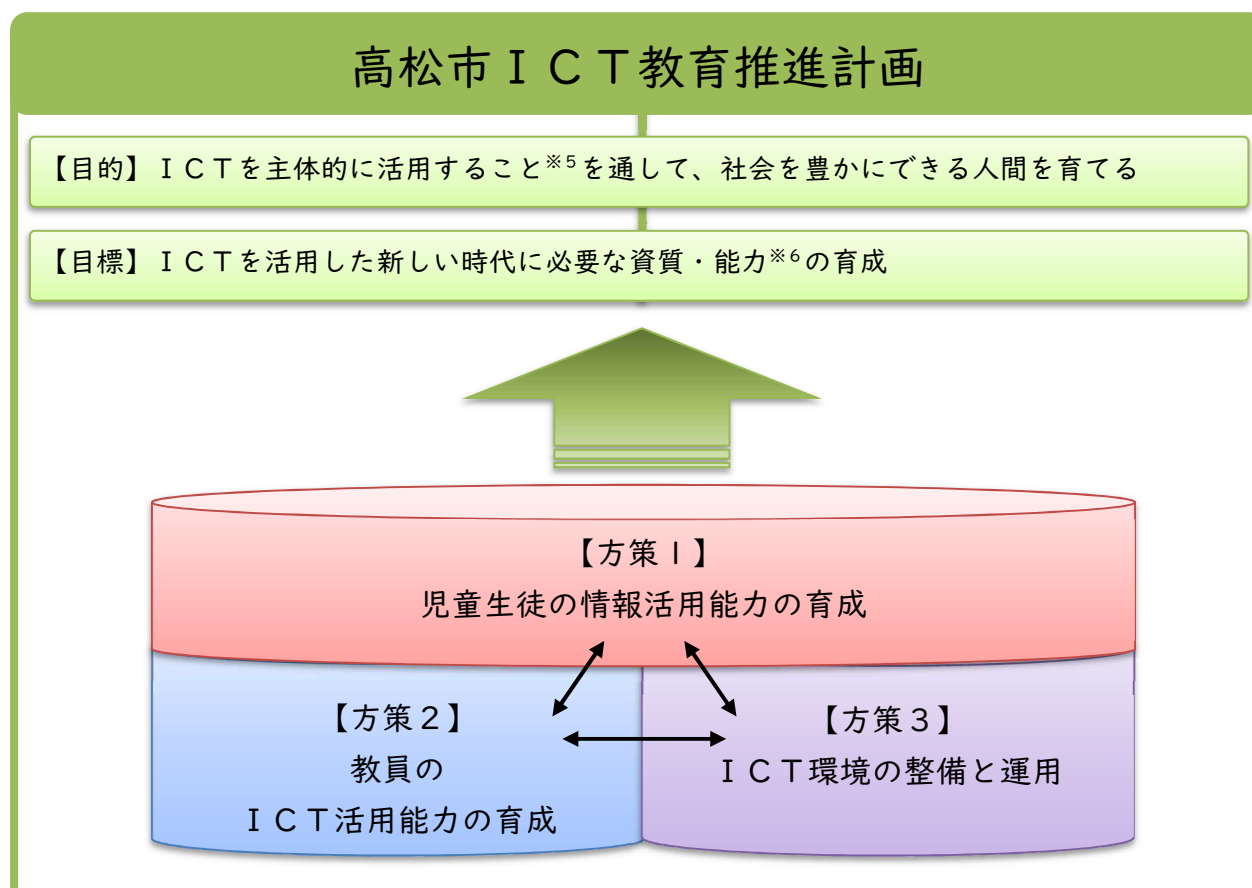 高松市ＩＣＴ教育推進計画
【目的】ＩＣＴを主体的に活用すること※5を通して、社会を豊かにできる人間を育てる
【目標】ＩＣＴを活用した新しい時代に必要な資質・能力※6の育成
【方策１】
児童生徒の情報活用能力の育成
【方策２】
教員の
ＩＣＴ活用能力の育成
【方策３】
ＩＣＴ環境の整備と運用